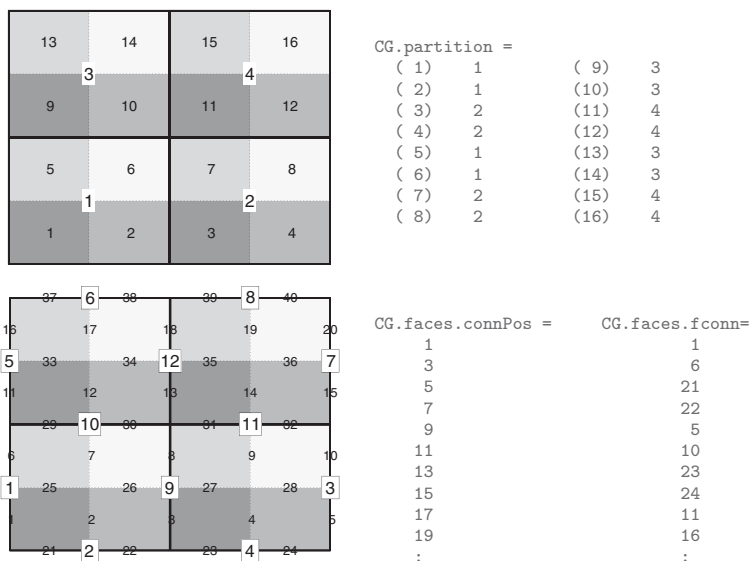 13 14 15 16
3 4
9 10 11 12
5 6 7 8
1 2
1 2 3 4
CG.partition =
( 1) 1 ( 9) 3
( 2) 1 (10) 3
( 3) 2 (11) 4
( 4) 2 (12) 4
( 5) 1 (13) 3
( 6) 1 (14) 3
( 7) 2 (15) 4
( 8) 2 (16) 4
37 6 38 39 8 40
16 17 18 19 20
5 33 34 12 35 36 7
11 12 13 14 15
29 10 30 31 11 32
6 7 8 9 10
1 25 26 9 27 28 3
1 2 3 4 5
21 2 22 23 4 24
CG.faces.connPos = CG.faces.fconn=
1 1
3 6
5 21
7 22
9 5
11 10
13 23
15 24
17 11
19 16
: :